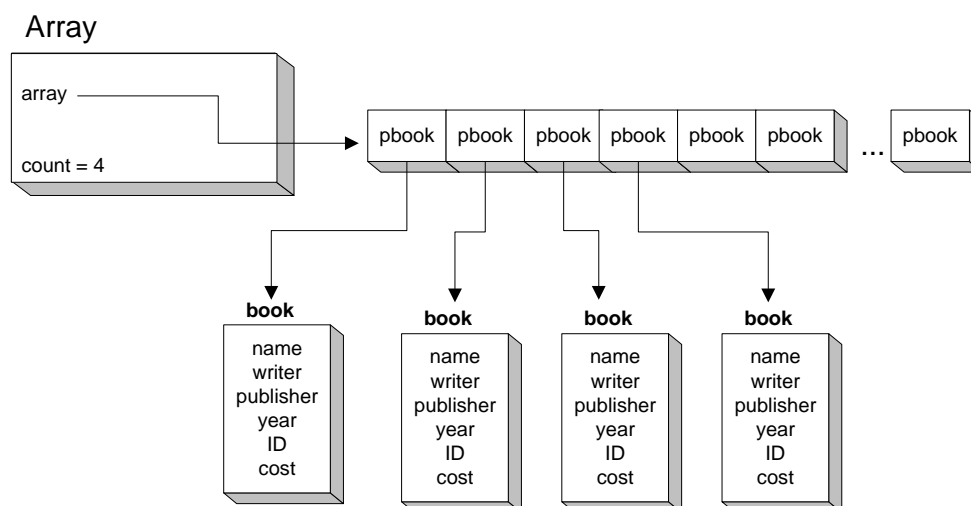 Array
array
count = 4
pbook pbook pbook pbook pbook pbook ... pbook
book book book book
name name name name
writer writer writer writer
publisher publisher publisher publisher
year year year year
ID ID ID ID
cost cost cost cost